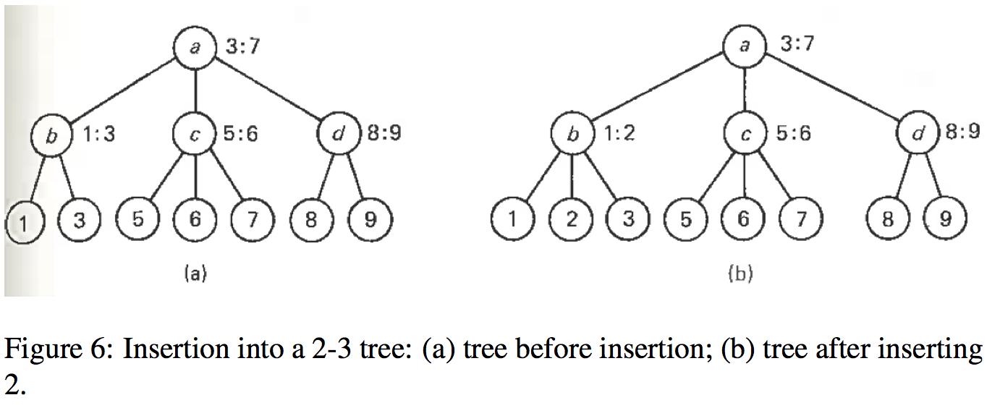 a 3:7 a 3:7
b 1:3 c 5:6 d 8:9 b 1:2 c 5:6 d 8:9
1 3 5 6 7 8 9 1 2 3 5 6 7 8 9
(a) (b)
Figure 6: Insertion into a 2-3 tree: (a) tree before insertion; (b) tree after inserting
2.